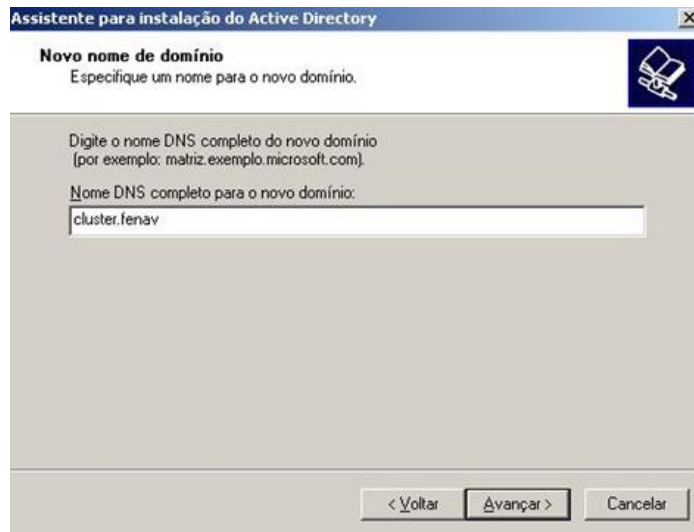 Assistente para instalação do Active Directory
Novo nome de domínio
Especifique um nome para o novo domínio.
Digite o nome DNS completo do novo domínio
(por exemplo: matriz.exemplo.microsoft.com).
Nome DNS completo para o novo domínio:
cluster.fenav
< Voltar Avançar > Cancelar